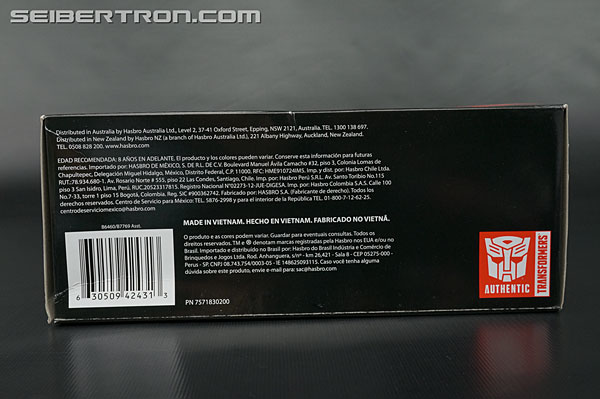 SEIBERTRON.COM
Distributed in Australia by Hasbro Australia Ltd., Level 2, 37-41 Oxford Street, Epping, NSW 2121, Australia. TEL. 1300 138 697.
Distributed in New Zealand by Hasbro NZ (a branch of Hasbro Australia Ltd.), 221 Albany Highway, Auckland, New Zealand.
TEL. 0508 828 200. www.hasbro.com
EDAD RECOMENDADA: 8 AÑOS EN ADELANTE. El producto y los colores pueden variar. Conserve esta información para futuras
referencias. Importado por: HASBRO DE MÉXICO, S. DE R.L. DE C.V. Boulevard Manuel Ávila Camacho #32, piso 3, Colonia Lomas de
Chapultepec, Delegación Miguel Hidalgo, México, Distrito Federal, C.P. 11000. RFC: HME910724IM5. Imp. y dist. por: Hasbro Chile Ltda.
RUT:78.934.680-1. Av. Rosario Norte # 555, piso 22 Las Condes, Santiago, Chile. Imp. por: Hasbro Perú S.R.L. Av. Santo Toribio No.115
piso 3 San Isidro, Lima, Perú. RUC.20523317815. Registro Nacional N°02273-12-JUE-DIGESA. Imp. por: Hasbro Colombia S.A.S. Calle 100
No.7-33, torre 1 piso 15 Bogotá, Colombia. Reg. SIC #900362742. Fabricado por: HASBRO S.A. (Fabricante de derecho). Todos los
derechos reservados. Centro de Servicio para México: TEL. 5876-2998 y para el interior de la República TEL. 01-800-7-12-62-25.
centrodeserviciomexico@hasbro.com
MADE IN VIETNAM. HECHO EN VIETNAM. FABRICADO NO VIETNÃ.
B6460/B7769 Asst.
O produto e as cores podem variar. Guardar para eventuais consultas. Todos os
direitos reservados.TM e ® denotam marcas registradas pela Hasbro nos EUA e/ou no
Brasil. Importado e distribuído no Brasil por: Hasbro do Brasil Indústria e Comércio de
Brinquedos e Jogos Ltda. Rod. Anhanguera, s/nº - km 26,421 - Sala 8 - CEP 05275-000 -
Perus - SP. CNPJ 08.743.754/0003-05 - IE 148625093115. Caso você tenha alguma
dúvida sobre este produto, envie e-mail para: sac@hasbro.com
6 30509 42431 3
PN 7571830200
AUTHENTIC
TRANSFORMERS